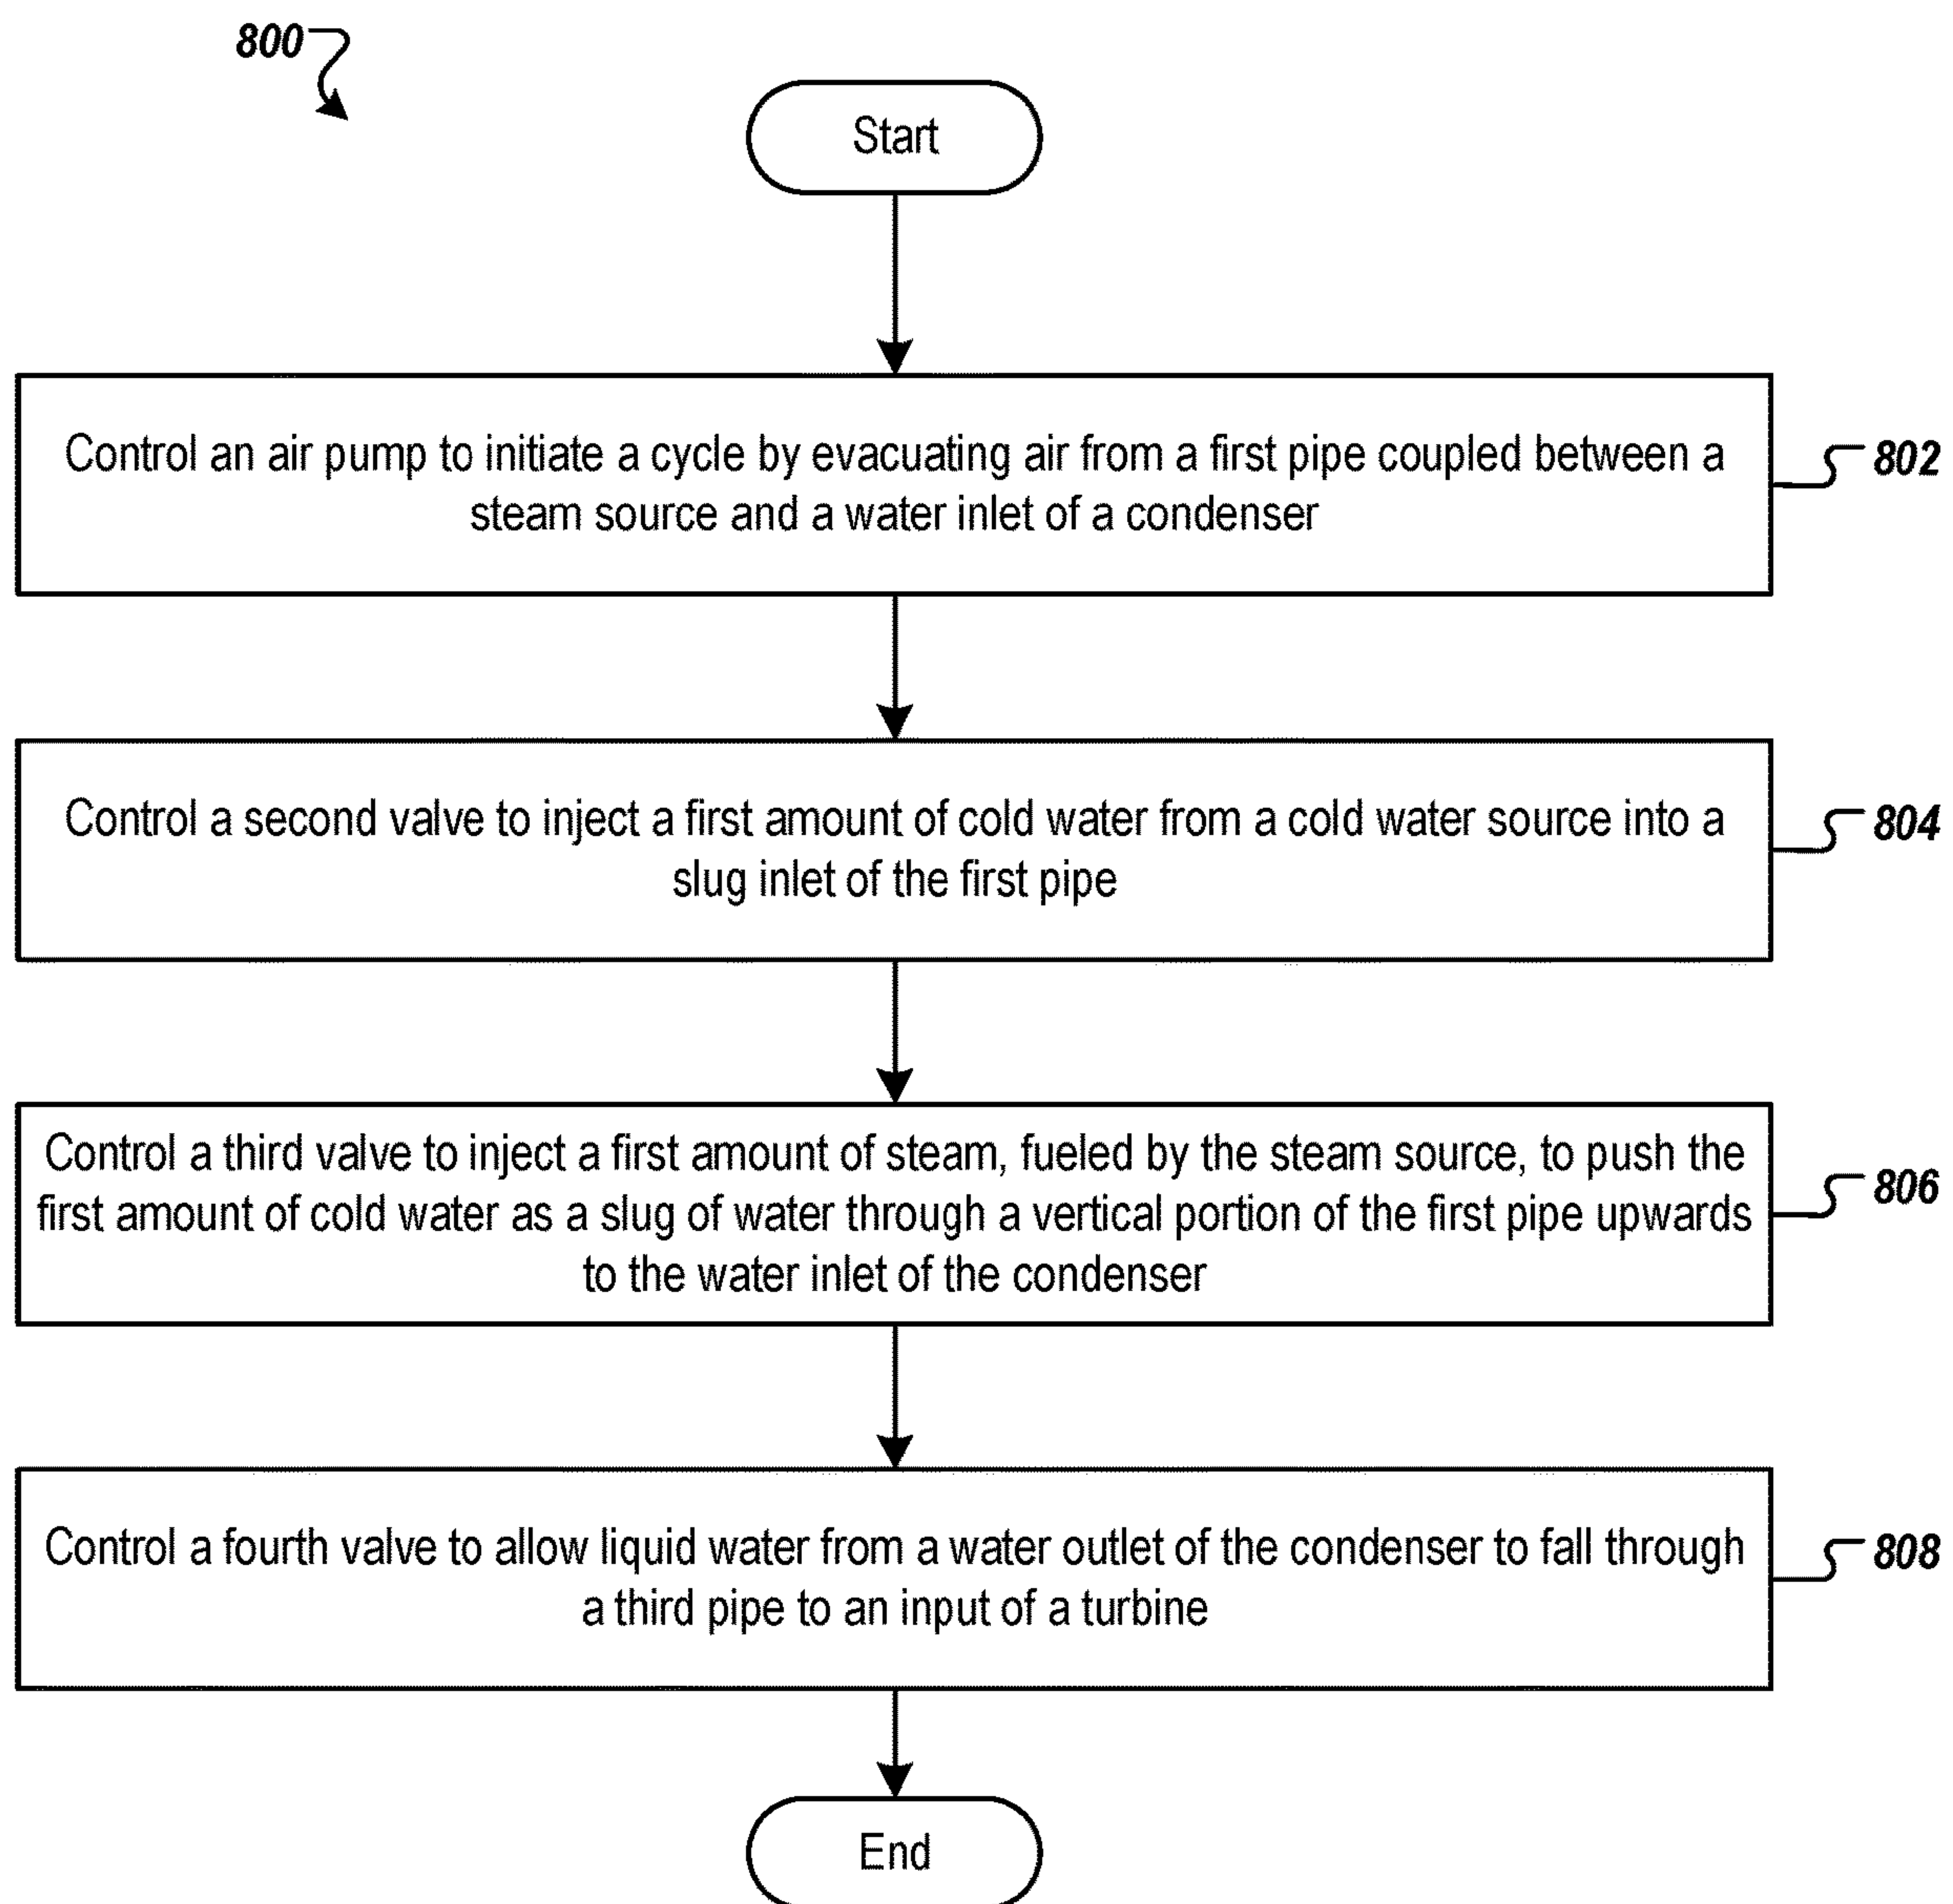 800
Start
Control an air pump to initiate a cycle by evacuating air from a first pipe coupled between a
steam source and a water inlet of a condenser
802
Control a second valve to inject a first amount of cold water from a cold water source into a
slug inlet of the first pipe
804
Control a third valve to inject a first amount of steam, fueled by the steam source, to push the
first amount of cold water as a slug of water through a vertical portion of the first pipe upwards
to the water inlet of the condenser
806
Control a fourth valve to allow liquid water from a water outlet of the condenser to fall through
a third pipe to an input of a turbine
808
End